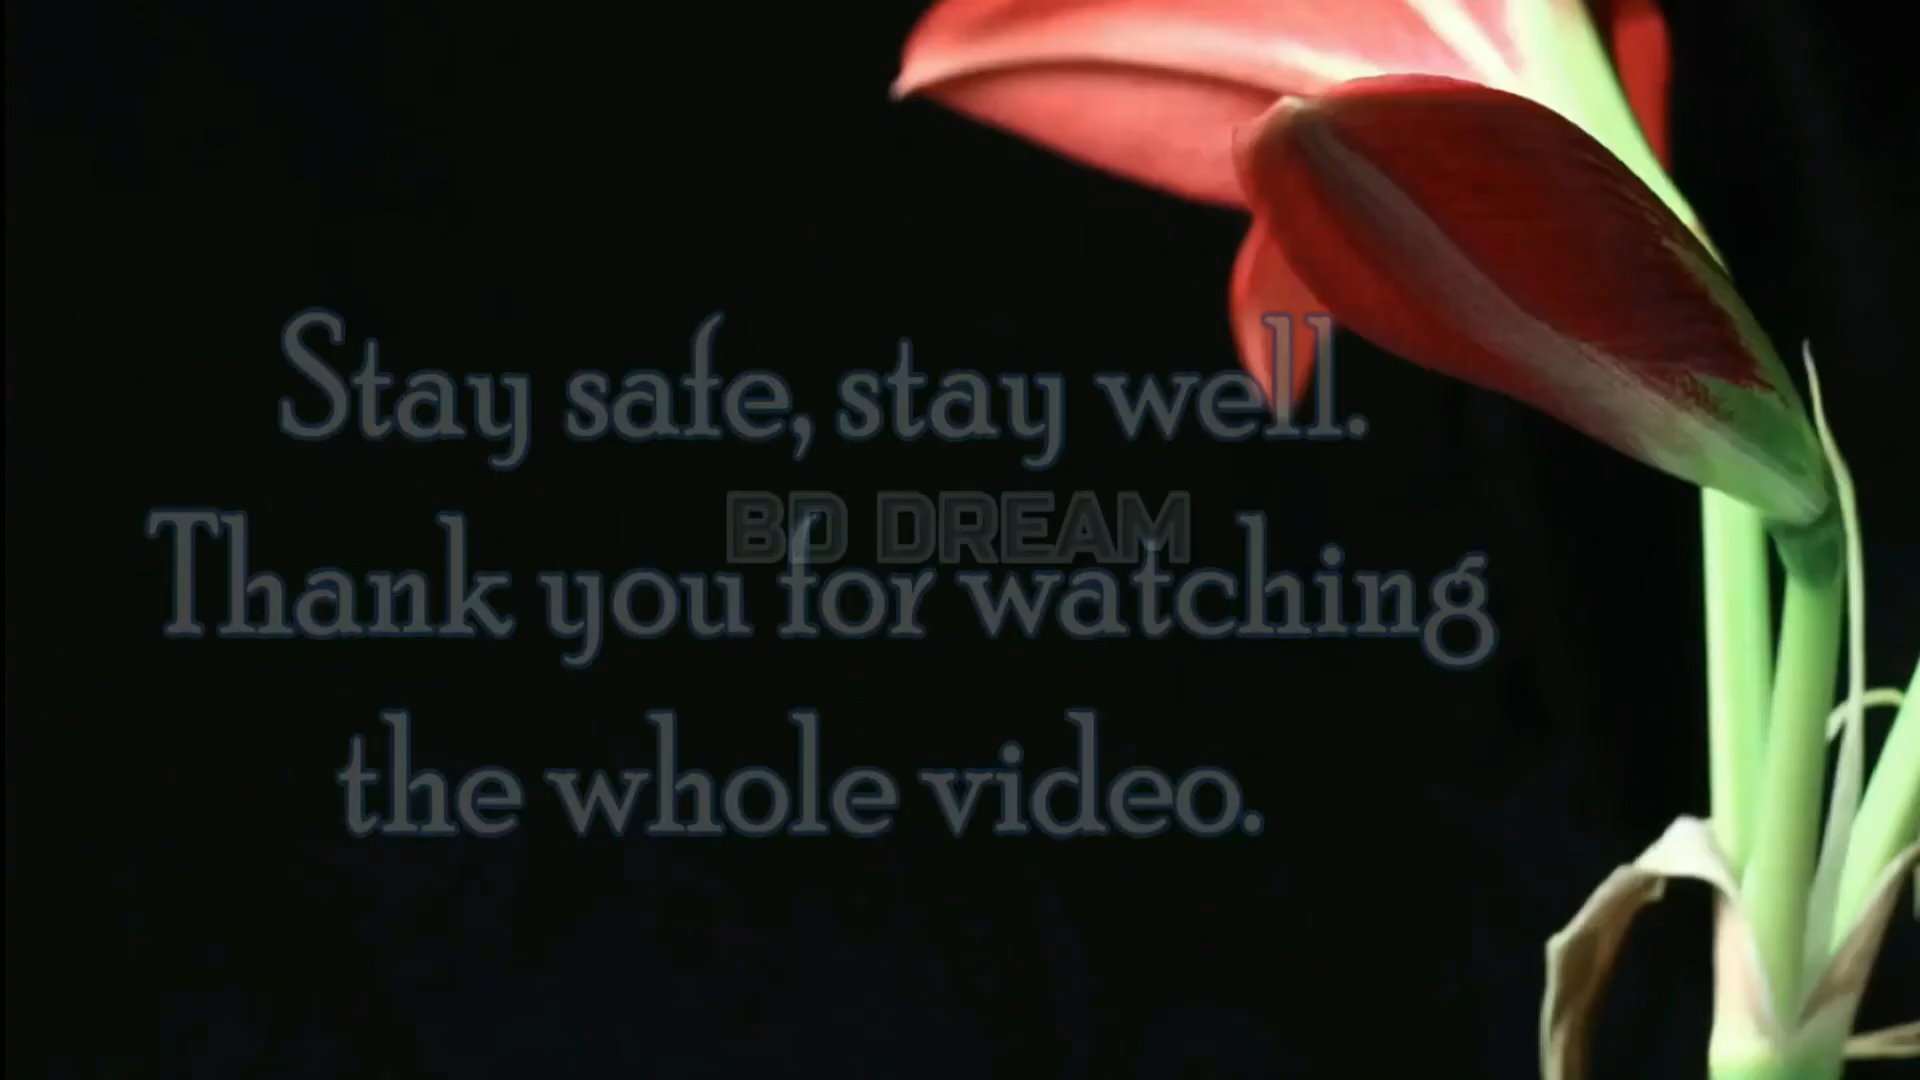 Stay safe, stay well.
BD DREAM
Thank you for watching
the whole video.